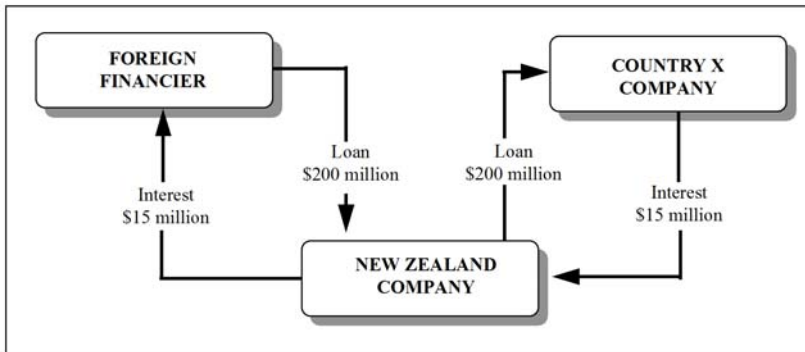 FOREIGN
FINANCIER
COUNTRY X
COMPANY
Loan
$200 million
Loan
$200 million
Interest
$15 million
Interest
$15 million
NEW ZEALAND
COMPANY